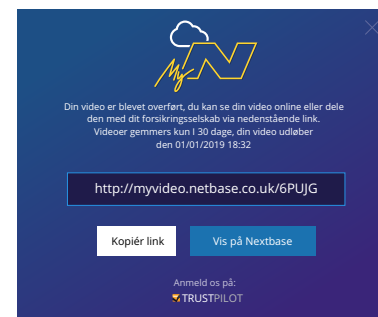 My N
Din video er blevet overført, du kan se din video online eller dele
den med dit forsikringsselskab via nedenstående link.
Videoer gemmers kun I 30 dage, din video udløber
den 01/01/2019 18:32
http://myvideo.netbase.co.uk/6PUJG
Kopiér link Vis på Nextbase
Anmeld os på:
TRUSTPILOT